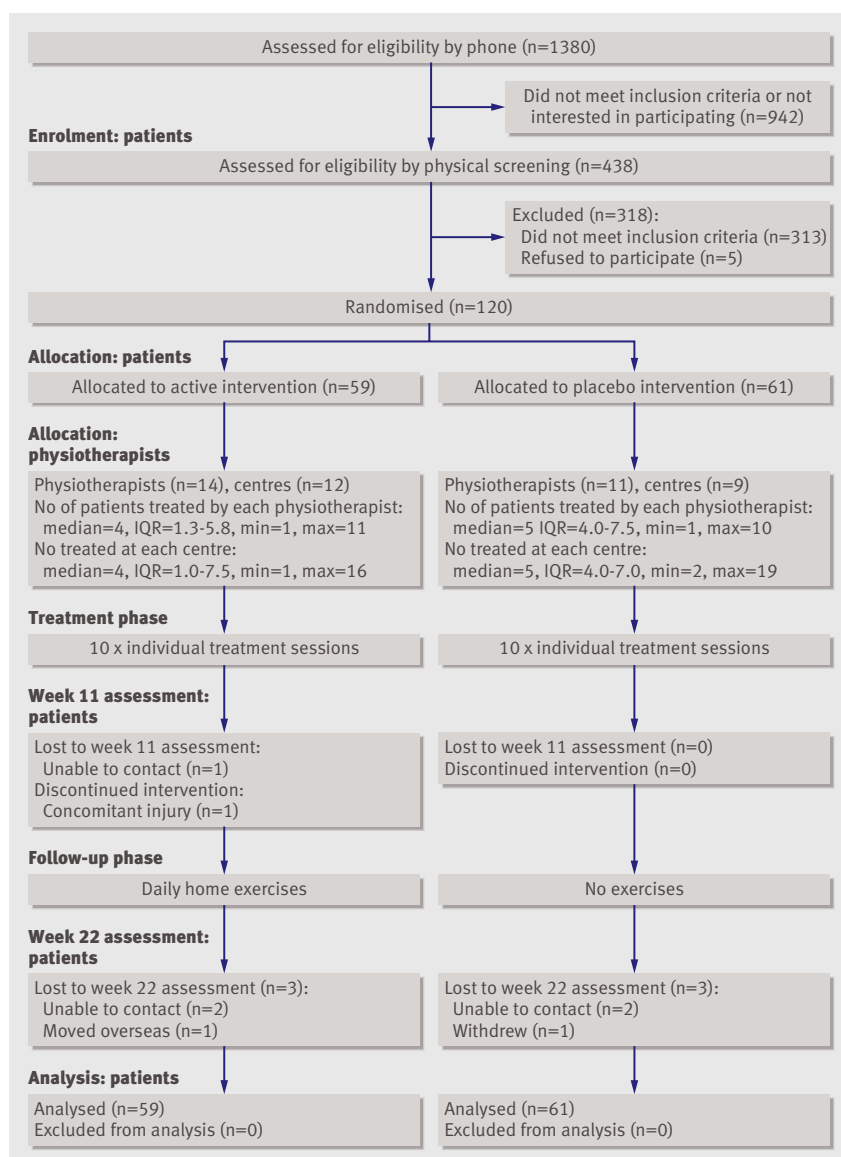 Assessed for eligibility by phone (n=1380)
Did not meet inclusion criteria or not
interested in participating (n=942)
Enrolment: patients
Assessed for eligibility by physical screening (n=438)
Excluded (n=318):
Did not meet inclusion criteria (n=313)
Refused to participate (n=5)
Randomised (n=120)
Allocation: patients
Allocated to active intervention (n=59)
Allocated to placebo intervention (n=61)
Allocation:
physiotherapists
Physiotherapists (n=14), centres (n=12)
No of patients treated by each physiotherapist:
median=4, IQR=1.3-5.8, min=1, max=11
No treated at each centre:
median=4, IQR=1.0-7.5, min=1, max=16
Physiotherapists (n=11), centres (n=9)
No of patients treated by each physiotherapist:
median=5 IQR=4.0-7.5, min=1, max=10
No treated at each centre:
median=5, IQR=4.0-7.0, min=2, max=19
Treatment phase
10 x individual treatment sessions
10 x individual treatment sessions
Week 11 assessment:
patients
Lost to week 11 assessment:
Unable to contact (n=1)
Discontinued intervention:
Concomitant injury (n=1)
Lost to week 11 assessment (n=0)
Discontinued intervention (n=0)
Follow-up phase
Daily home exercises
No exercises
Week 22 assessment:
patients
Lost to week 22 assessment (n=3):
Unable to contact (n=2)
Moved overseas (n=1)
Lost to week 22 assessment (n=3):
Unable to contact (n=2)
Withdrew (n=1)
Analysis: patients
Analysed (n=59)
Excluded from analysis (n=0)
Analysed (n=61)
Excluded from analysis (n=0)